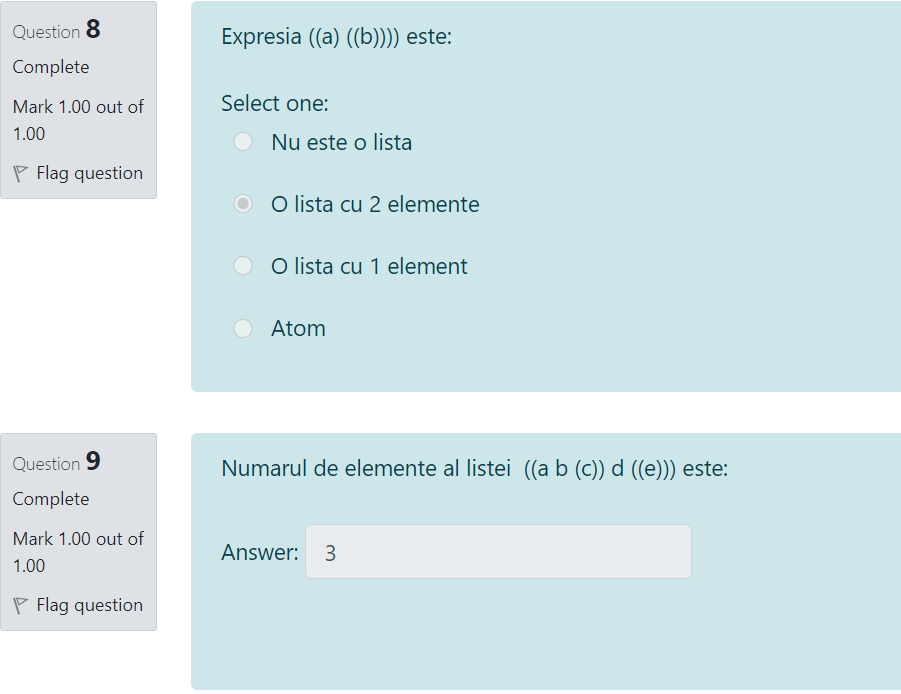 Question 8
Complete
Mark 1.00 out of
1.00
Flag question
Expresia ((a) ((b)))) este:
Select one:
Nu este o lista
O lista cu 2 elemente
O lista cu 1 element
Atom
Question 9
Complete
Mark 1.00 out of
1.00
Flag question
Numarul de elemente al listei ((a b (c)) d ((e))) este:
Answer: 3